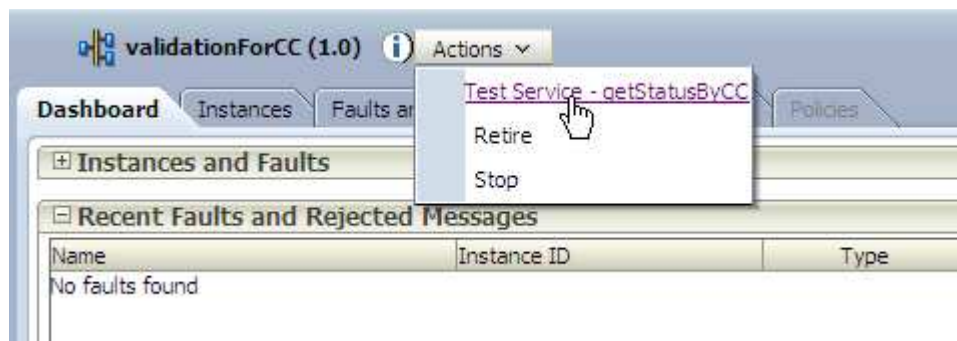 validationForCC (1.0) i Actions
Test Service - getStatusByCC
Dashboard Instances Faults ar Policies
Retire
Instances and Faults
Stop
Recent Faults and Rejected Messages
Name Instance ID Type
No faults found